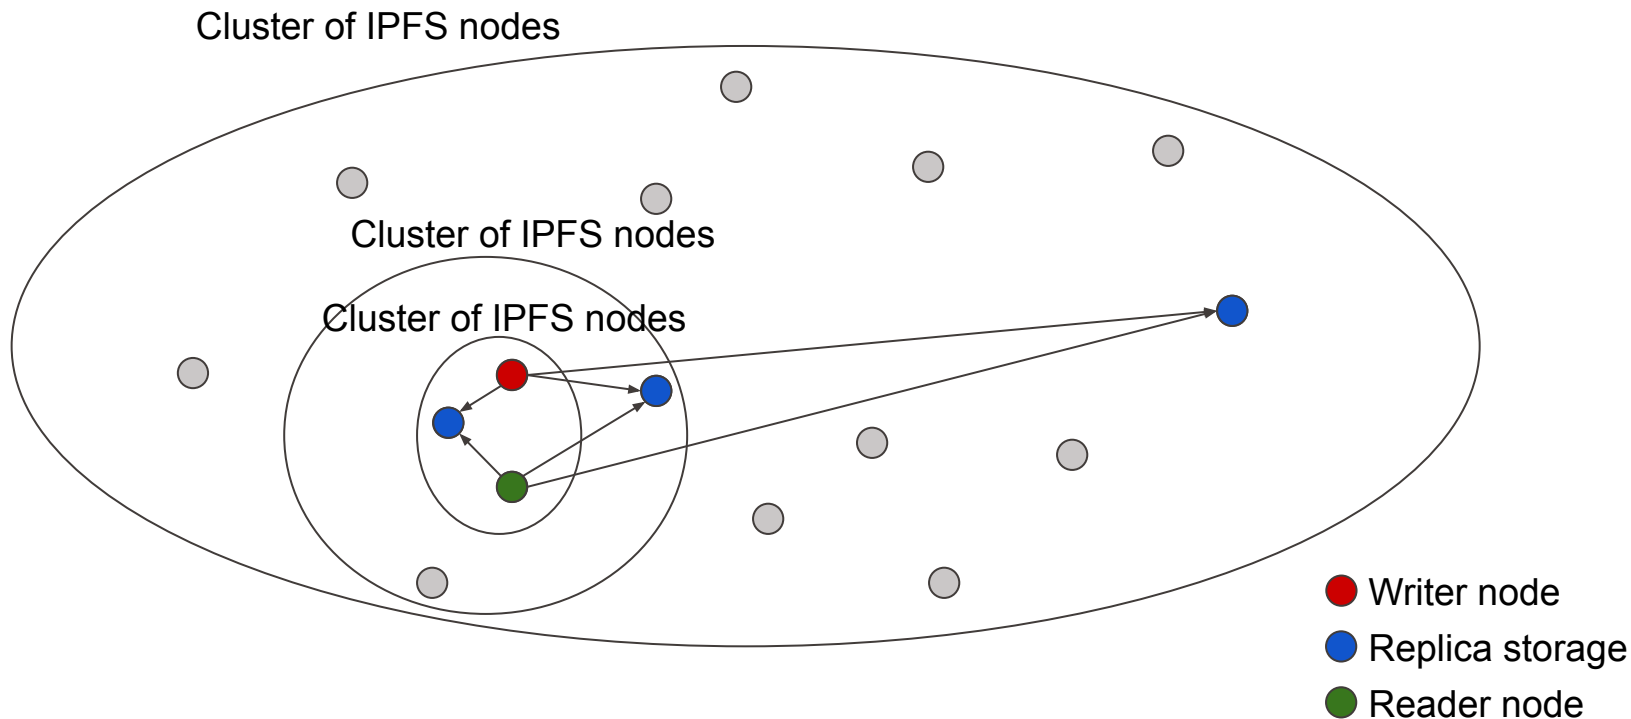 Cluster of IPFS nodes
Cluster of IPFS nodes
Cluster of IPFS nodes
Writer node
Replica storage
Reader node